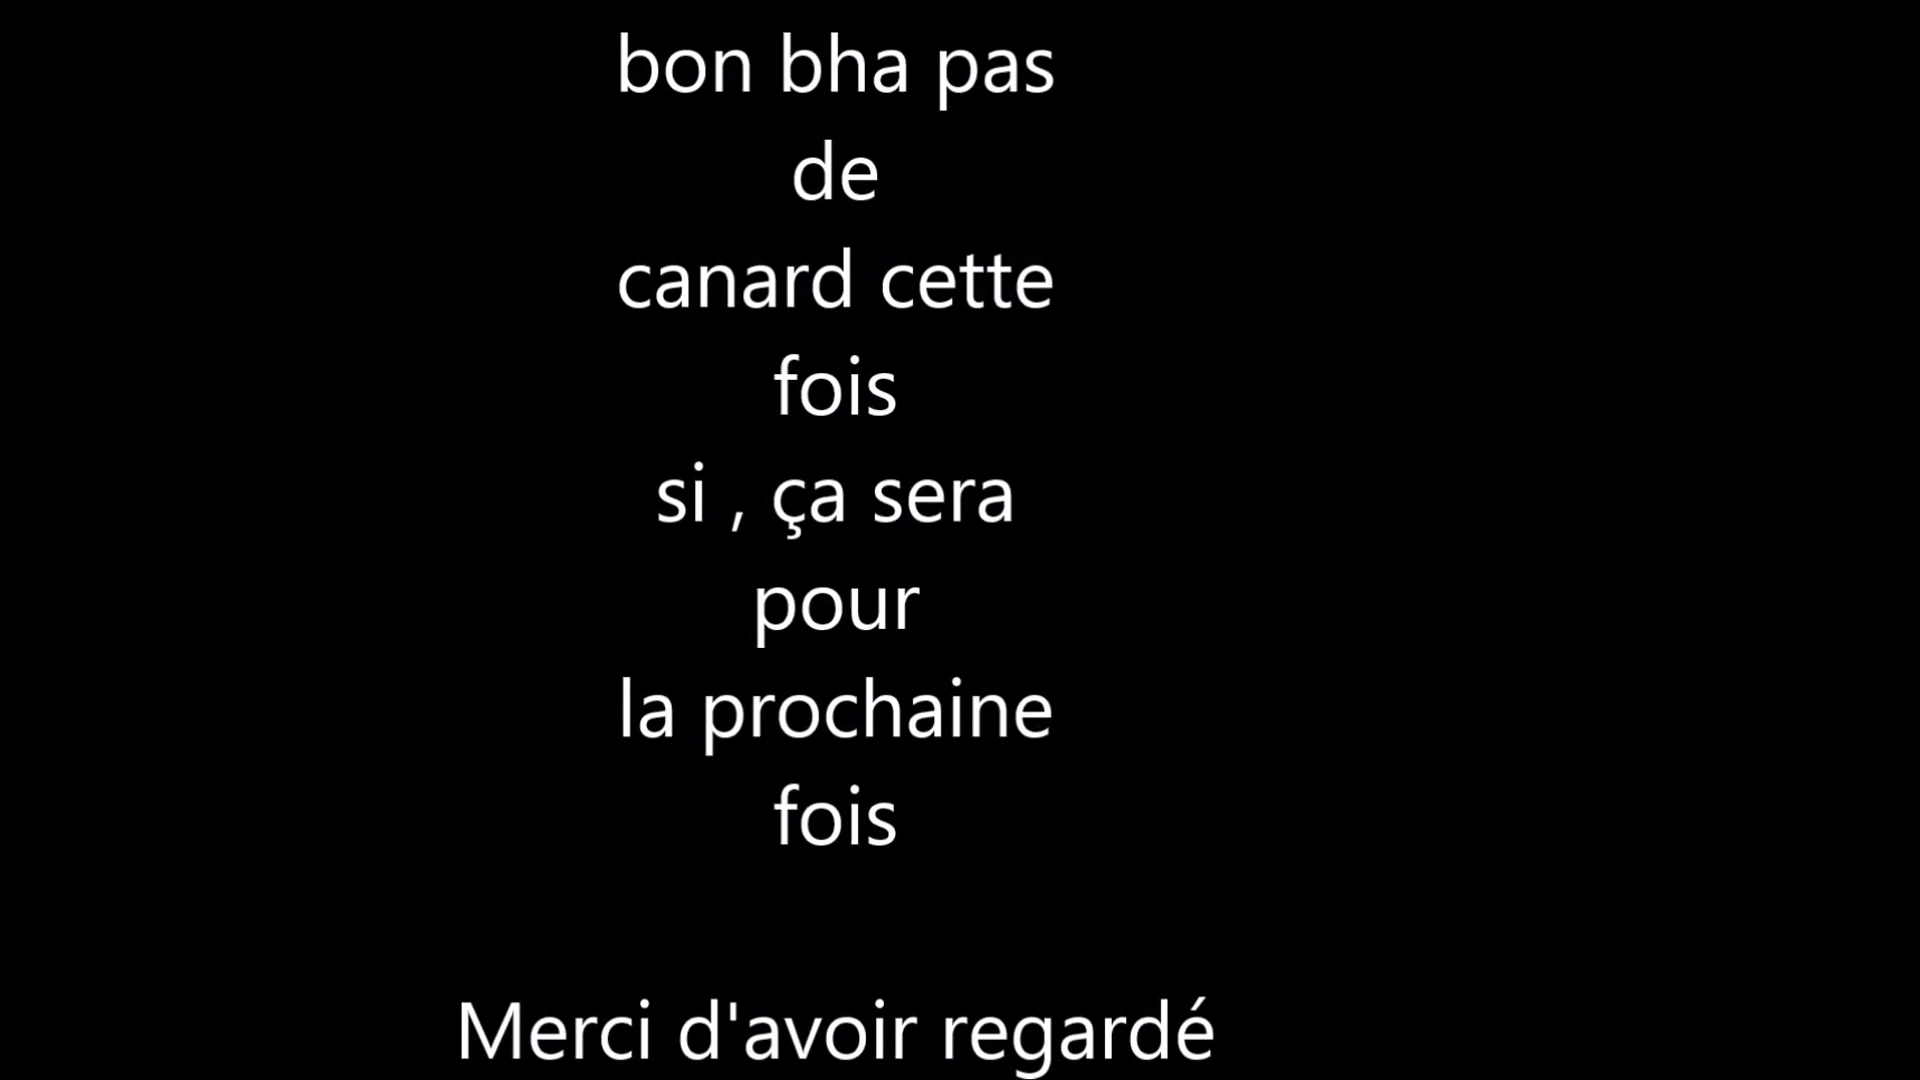 bon bha pas
de
canard cette
fois
si , ça sera
pour
la prochaine
fois
Merci d'avoir regardé